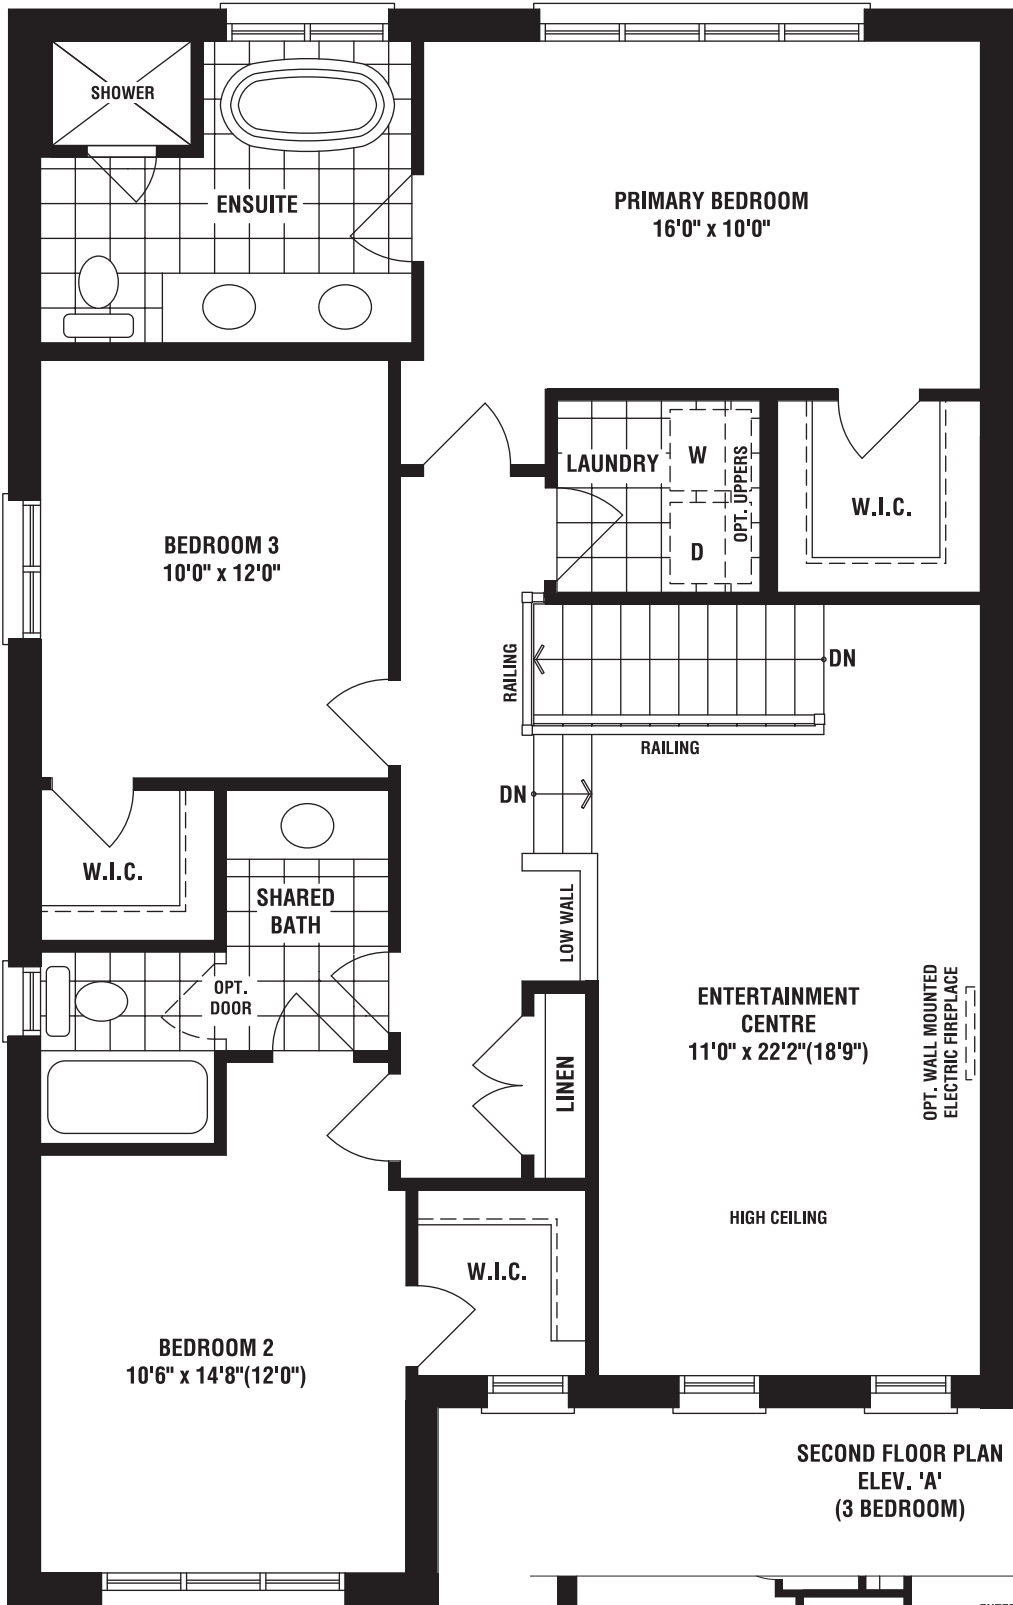 SHOWER
ENSUITE
PRIMARY BEDROOM
16'0" x 10'0"
LAUNDRY
W
D
OPT. UPPERS
W.I.C.
BEDROOM 3
10'0" x 12'0"
RAILING
DN
RAILING
DN
W.I.C.
SHARED
BATH
LOW WALL
OPT.
DOOR
ENTERTAINMENT
CENTRE
11'0" x 22'2"(18'9")
OPT. WALL MOUNTED
ELECTRIC FIREPLACE
LINEN
HIGH CEILING
W.I.C.
BEDROOM 2
10'6" x 14'8"(12'0")
SECOND FLOOR PLAN
ELEV. 'A'
(3 BEDROOM)